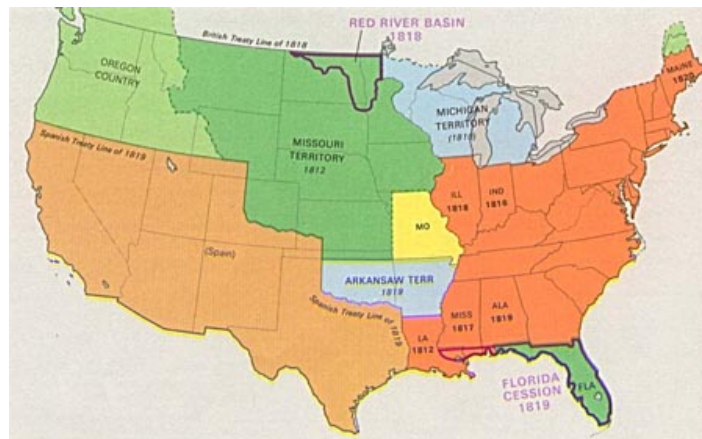 RED RIVER BASIN
1818
British Treaty Line of 1818
OREGON
COUNTRY
MAINE
1820
MICHIGAN
TERRITORY
(1818)
Spanish Treaty Line of 1819
MISSOURI
TERRITORY
1812
ILL
1818
IND
1816
MO
(Spain)
ARKANSAW TERR
1819
Spanish Treaty Line of 1819
MISS
1817
ALA
1819
LA
1812
FLA
FLORIDA
CESSION
1819